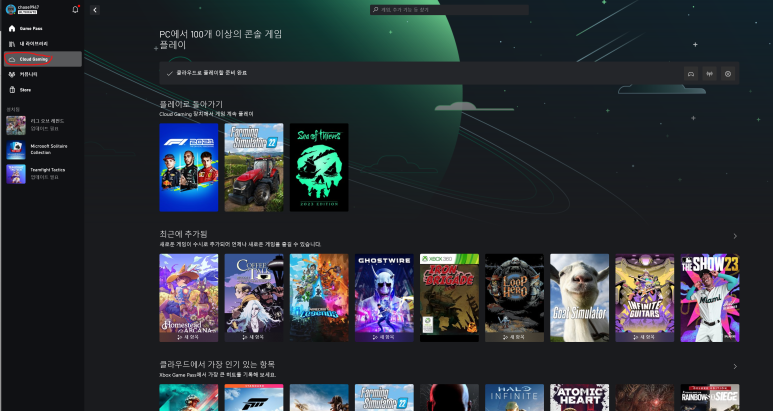 chase9967
Game Pass
내 라이브러리
Cloud Gaming
커뮤니티
Store
설치됨
리그 오브 레전드
업데이트 필요
Microsoft Solitaire
Collection
Teamfight Tactics
업데이트 필요
게임, 추가 기능 등 찾기
PC에서 100개 이상의 콘솔 게임
플레이
클라우드로 플레이할 준비 완료
플레이로 돌아가기
Cloud Gaming 장치에서 게임 계속 플레이
F1 2021
Farming
Simulator 22
Sea of Thieves
2023 EDITION
최근에 추가됨
새로운 게임이 수시로 추가되어 언제나 새로운 게임을 즐길 수 있습니다.
Homestead
ARCANA
새 항목
COFFEE
TALK
새 항목
LEGENDS
GHOSTWIRE
새 항목
XBOX 360
IRON BRIGADE
LOOP
HERO
새 항목
Goat Simulator
INFINITE
GUITARS
새 항목
THE SHOW 23
Miami
새 항목
클라우드에서 가장 인기 있는 항목
Xbox Game Pass에서 가장 큰 히트를 기록해 보세요.
FORZA
Farming
Simulator 22
HALO
INFINITE
ATOMIC
HEART
RAINBOW SIX SIEGE